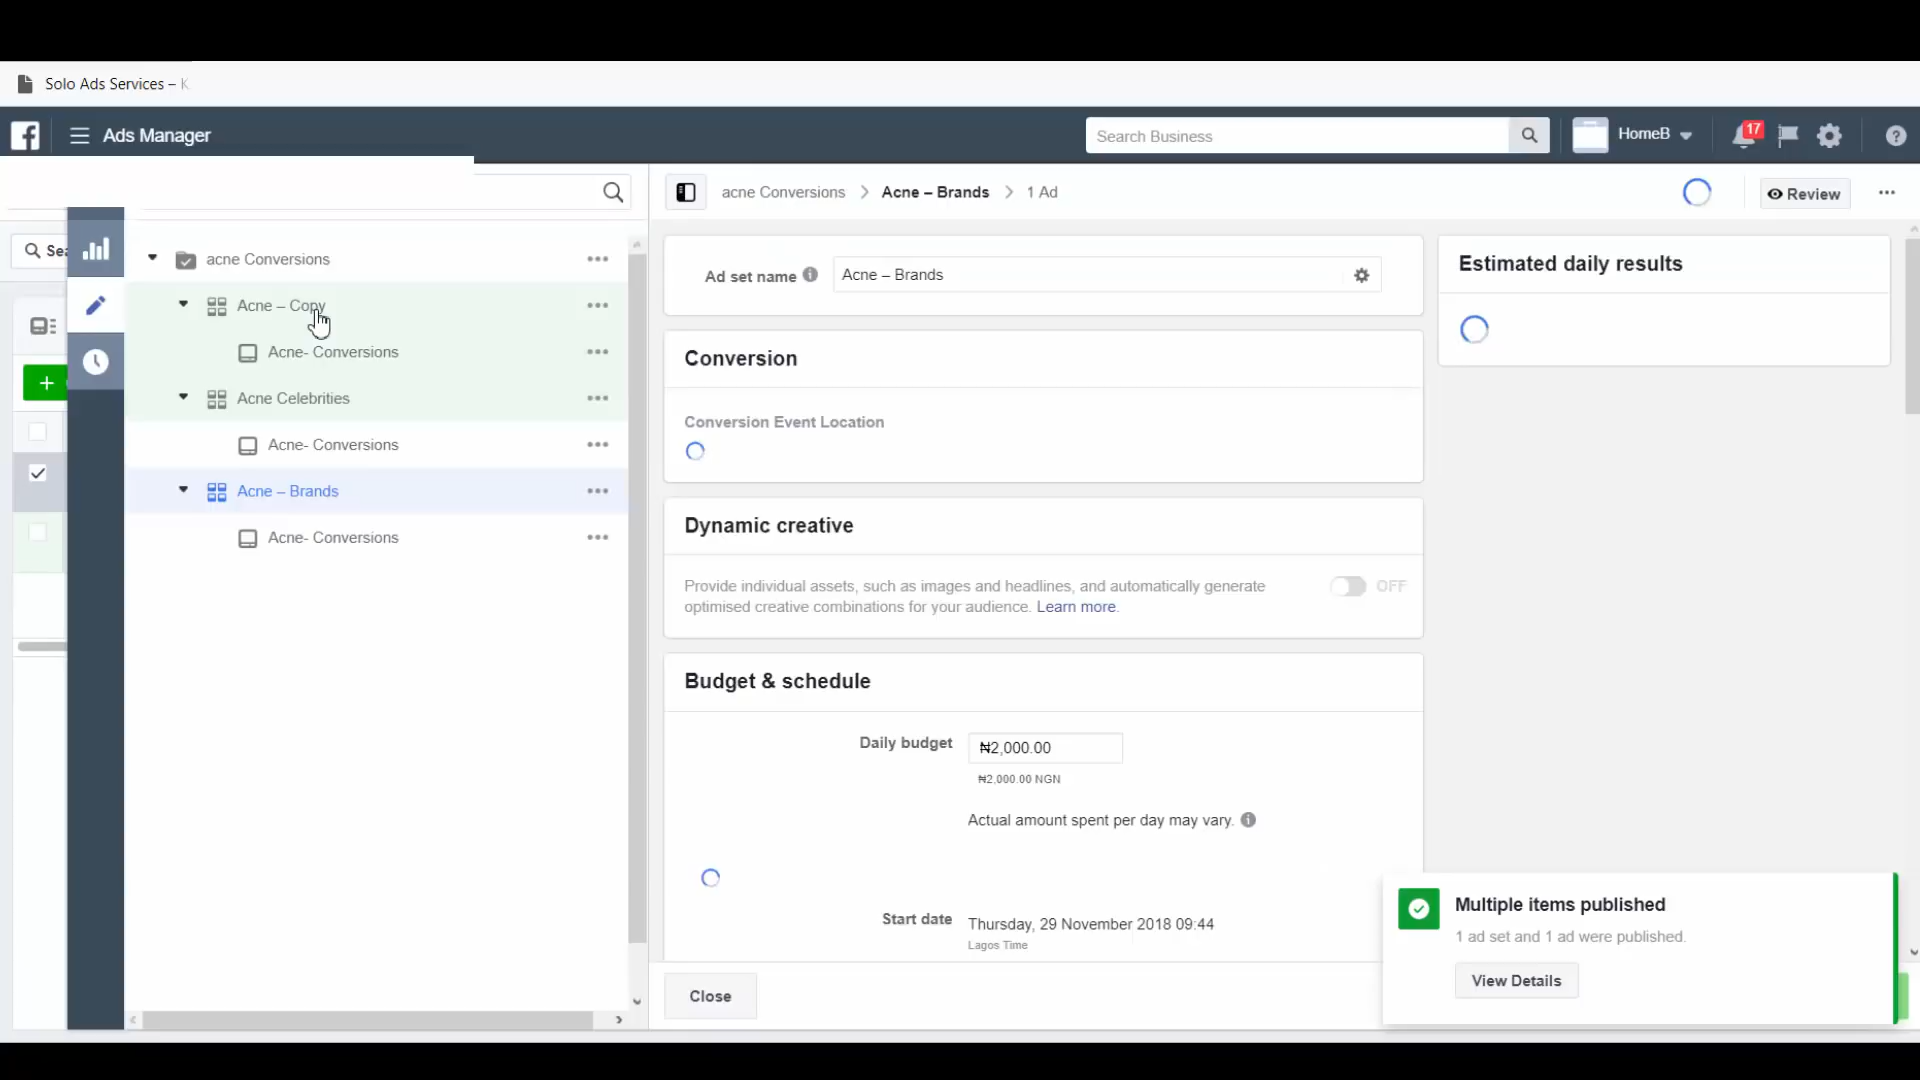 Solo Ads Services – K
Ads Manager
Search Business
HomeB
17
acne Conversions
Acne – Brands
1 Ad
Review
Sea
acne Conversions
Acne – Copy
Acne- Conversions
Acne Celebrities
Acne- Conversions
Acne – Brands
Acne- Conversions
Ad set name
Acne – Brands
Conversion
Conversion Event Location
Dynamic creative
Provide individual assets, such as images and headlines, and automatically generate
optimised creative combinations for your audience. Learn more.
OFF
Budget & schedule
Daily budget
₦2,000.00
₦2,000.00 NGN
Actual amount spent per day may vary.
Start date
Thursday, 29 November 2018 09:44
Lagos Time
Close
Estimated daily results
Multiple items published
1 ad set and 1 ad were published.
View Details